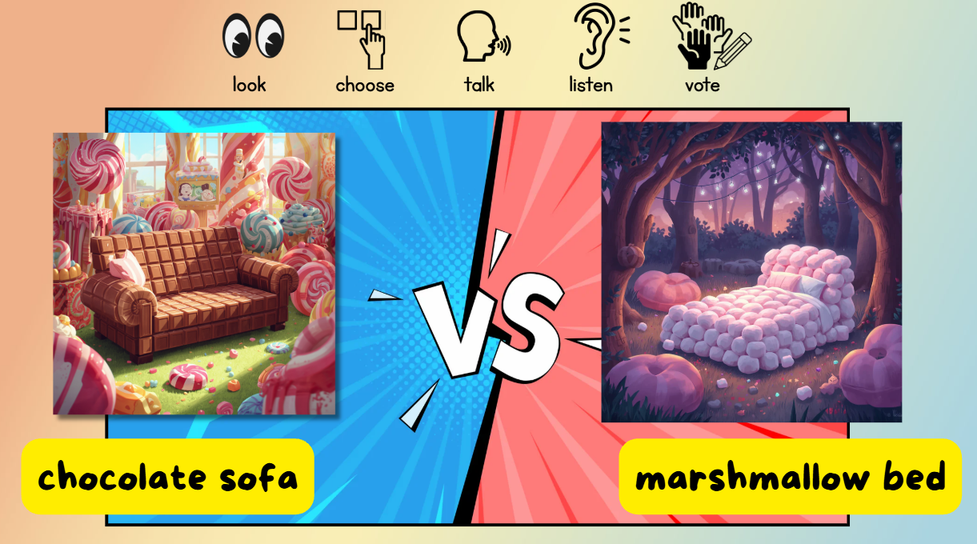 look
choose
talk
listen
vote
VS
chocolate sofa
marshmallow bed